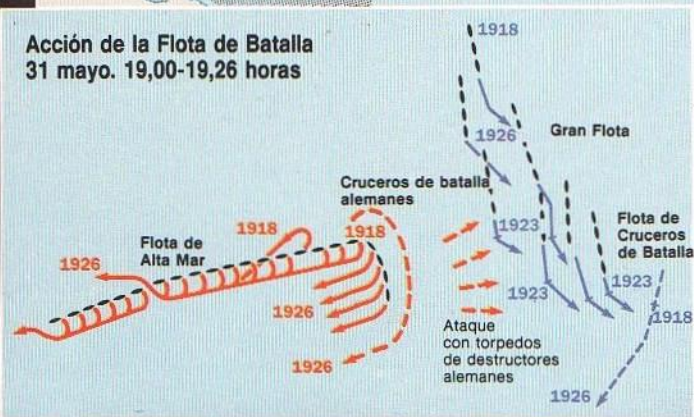 Acción de la Flota de Batalla
31 mayo. 19,00-19,26 horas
1918
1926
Gran Flota
Cruceros de batalla
alemanes
1918
1918
Flota de
Alta Mar
1926
1926
1926
1923
1923
Flota de
Cruceros
de Batalla
1923
1918
1926
Ataque
con torpedos
de destructores
alemanes